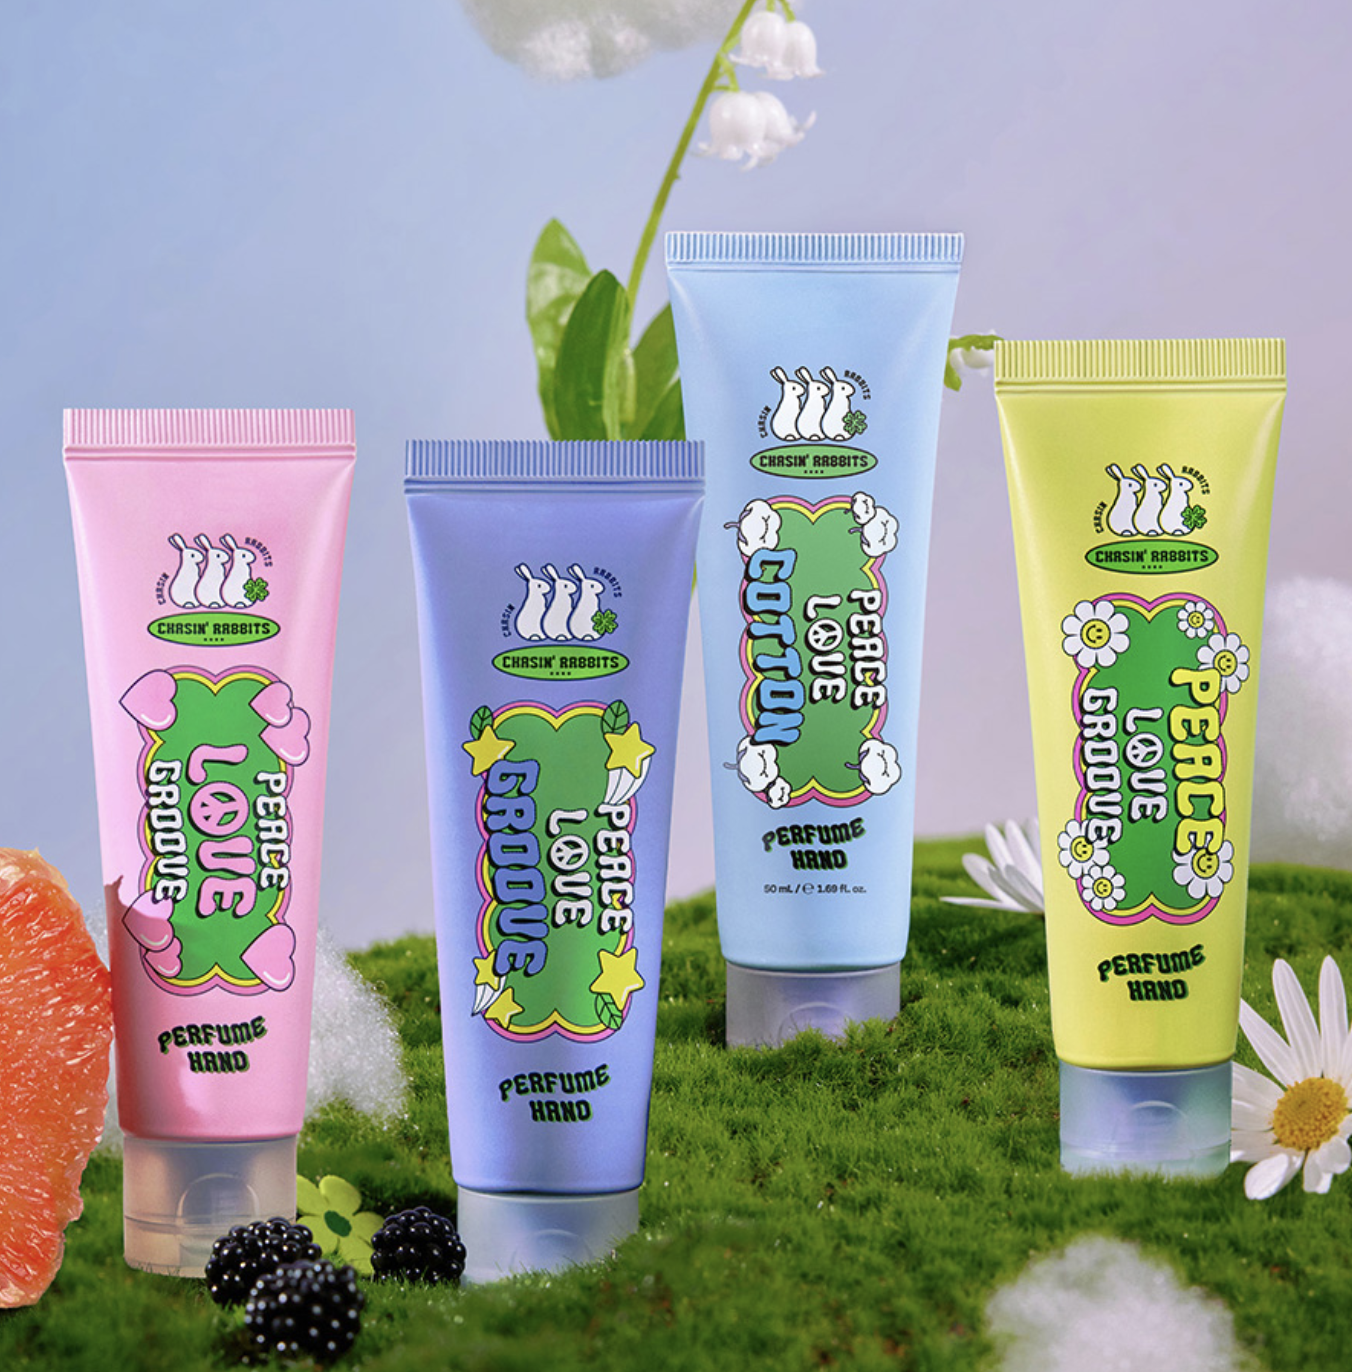 CHASIN RABBITS
CHASIN' RABBITS
PEACE
LOVE
GROOVE
PERFUME
HAND
CHASIN RABBITS
CHASIN' RABBITS
PEACE
LOVE
GROOVE
PERFUME
HAND
CHASIN RABBITS
CHASIN' RABBITS
PEACE
LOVE
COTTON
PERFUME
HAND
50 mL / ℮ 1.69 fl. oz.
CHASIN RABBITS
CHASIN' RABBITS
PEACE
LOVE
GROOVE
PERFUME
HAND